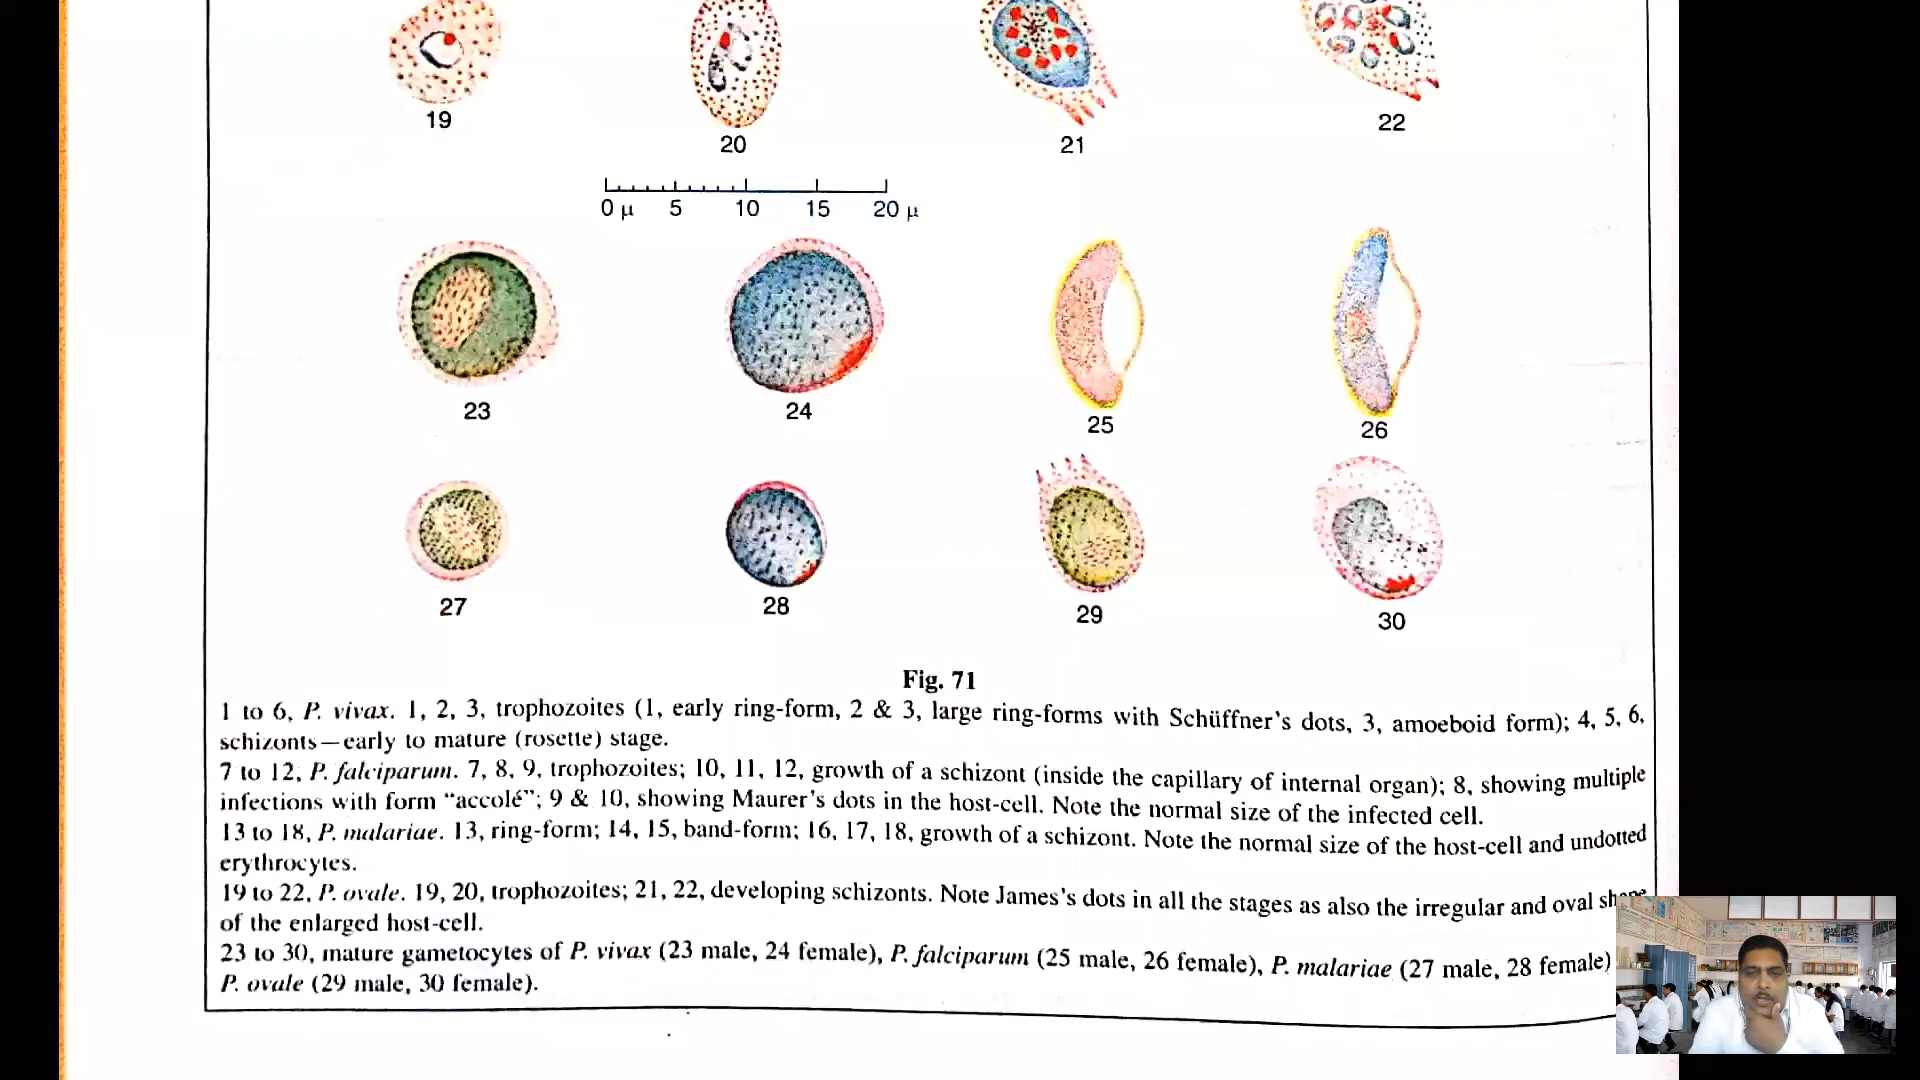 19
20
21
22
0 µ 5 10 15 20 µ
23
24
25
26
27
28
29
30
Fig. 71
1 to 6, P. vivax. 1, 2, 3, trophozoites (1, early ring-form, 2 & 3, large ring-forms with Schüffner's dots, 3, amoeboid form); 4, 5, 6,
schizonts—early to mature (rosette) stage.
7 to 12, P. falciparum. 7, 8, 9, trophozoites; 10, 11, 12, growth of a schizont (inside the capillary of internal organ); 8, showing multiple
infections with form “accolé”; 9 & 10, showing Maurer's dots in the host-cell. Note the normal size of the infected cell.
13 to 18, P. malariae. 13, ring-form; 14, 15, band-form; 16, 17, 18, growth of a schizont. Note the normal size of the host-cell and undotted
erythrocytes.
19 to 22, P. ovale. 19, 20, trophozoites; 21, 22, developing schizonts. Note James's dots in all the stages as also the irregular and oval
of the enlarged host-cell.
23 to 30, mature gametocytes of P. vivax (23 male, 24 female), P. falciparum (25 male, 26 female), P. malariae (27 male, 28 female)
P. ovale (29 male, 30 female).